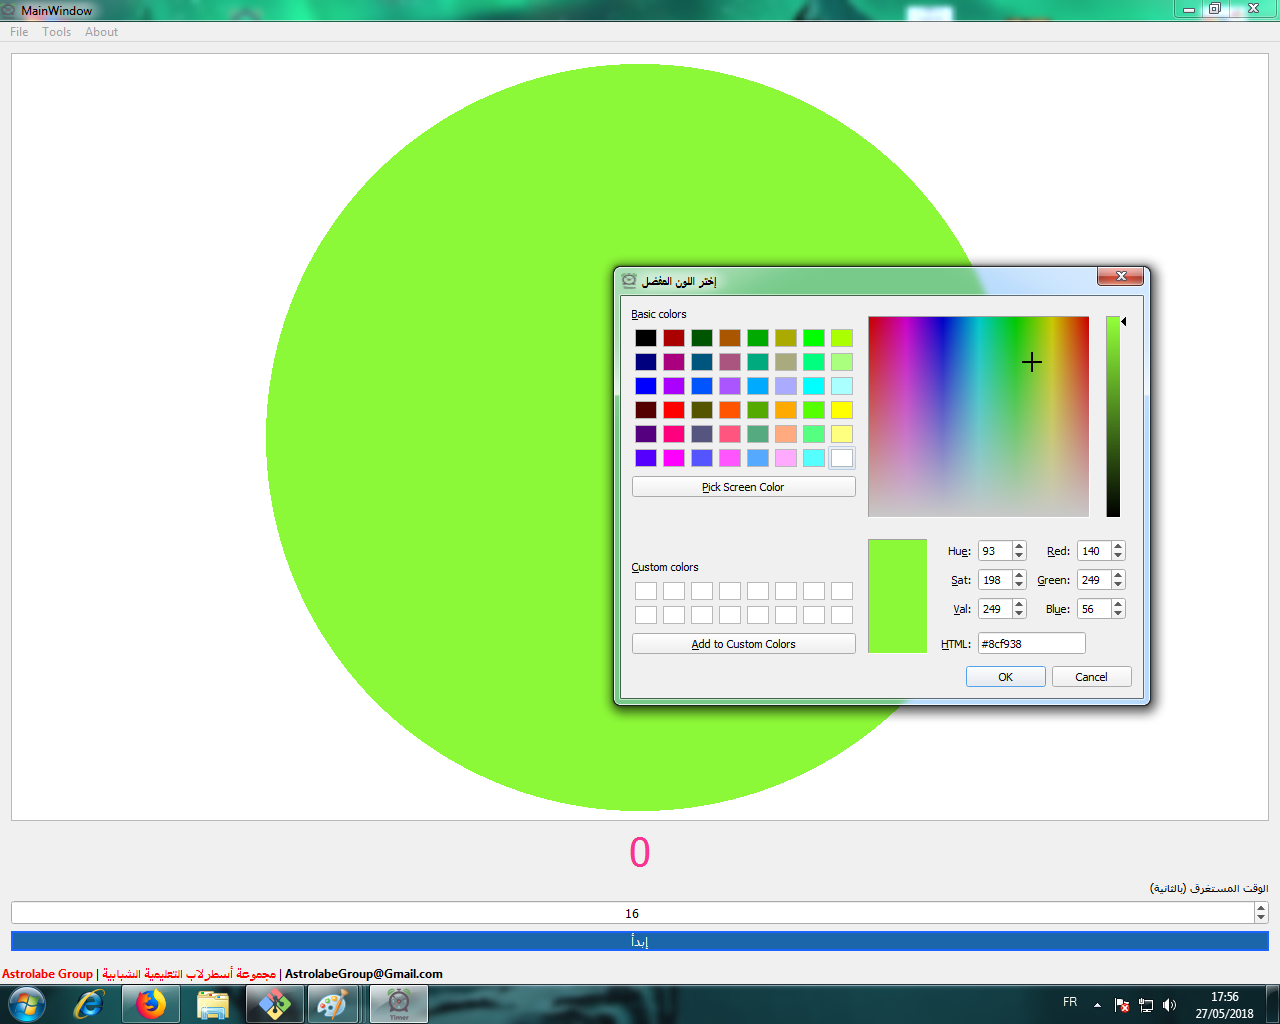 MainWindow
File Tools About
إختر اللون المفضل
Basic colors
Pick Screen Color
Custom colors
Add to Custom Colors
Hue: 93 Red: 140
Sat: 198 Green: 249
Val: 249 Blue: 56
HTML: #8cf938
OK Cancel
0
الوقت المستغرق (بالثانية)
16
إبدأ
Astrolabe Group | مجموعة أسطرلاب التعليمية الشبابية | AstrolabeGroup@Gmail.com
Timer
FR
17:56
27/05/2018